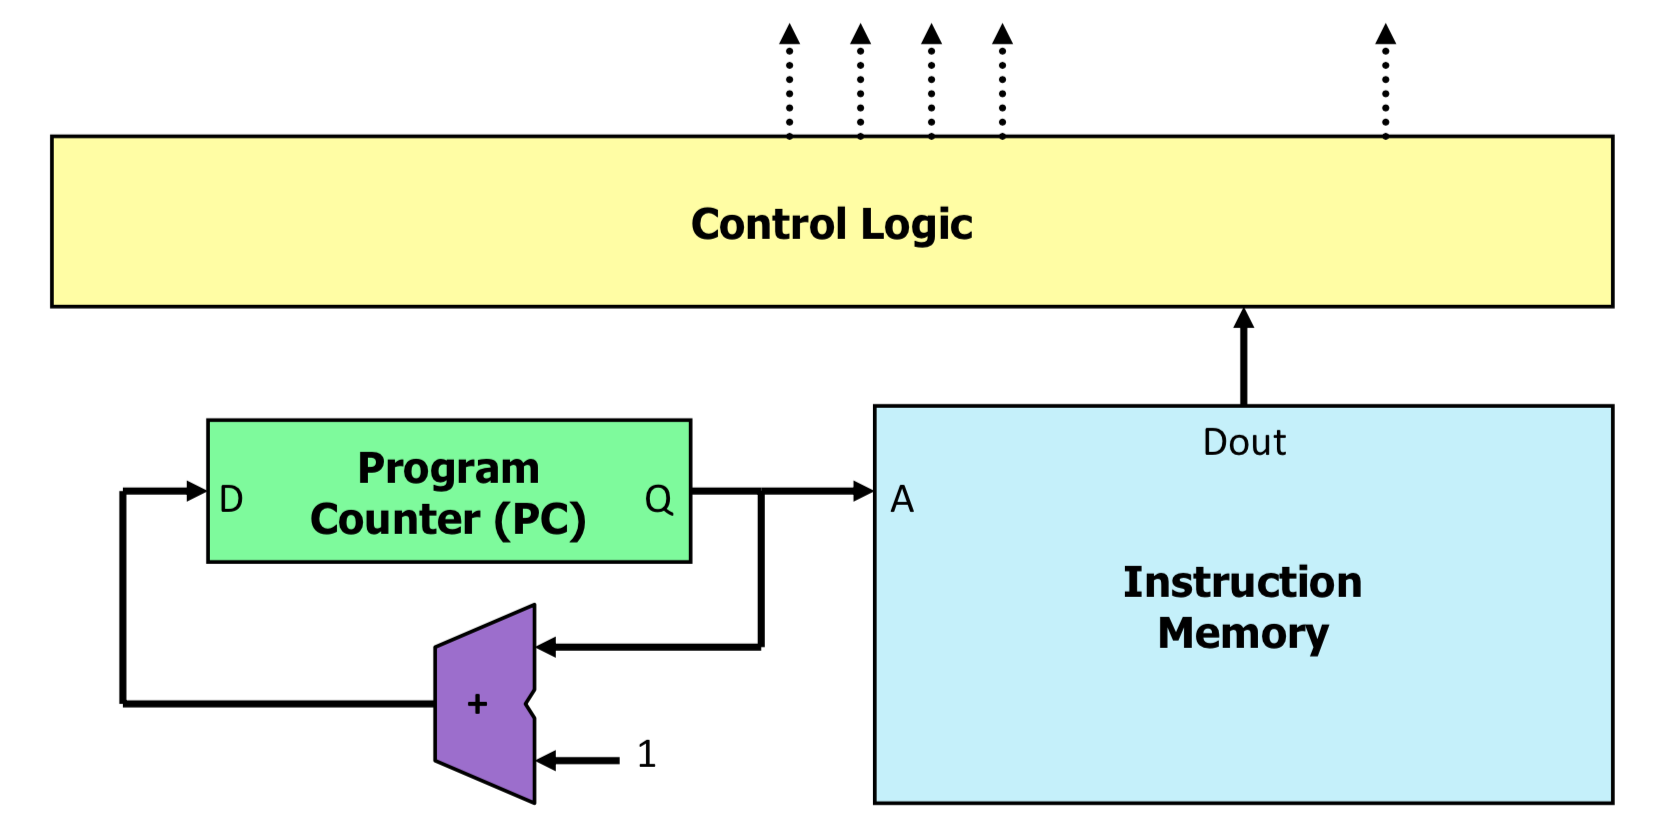 Control Logic
Dout
Program
Counter (PC)
D
Q
A
Instruction
Memory
+
1